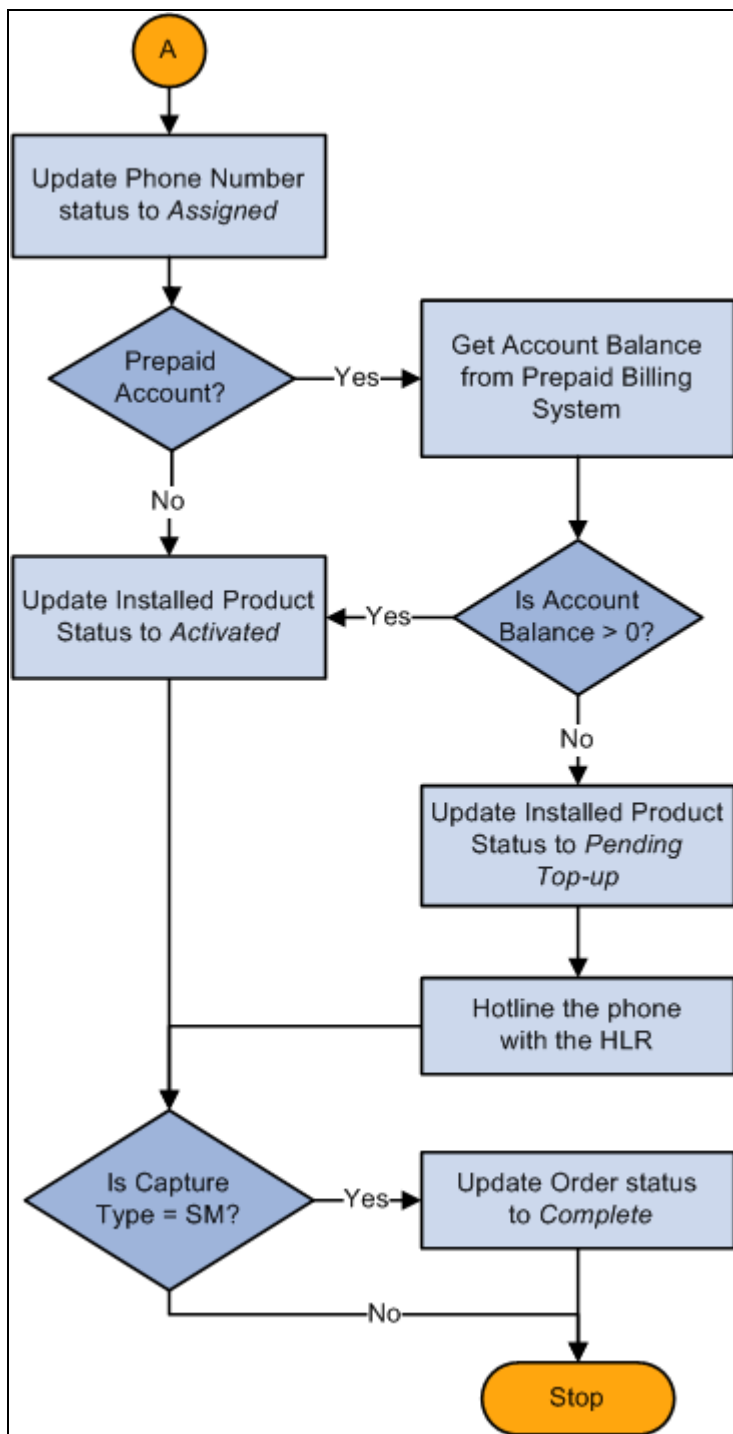 A
Update Phone Number
status to Assigned
Prepaid
Account?
Yes
Get Account Balance
from Prepaid Billing
System
No
Update Installed Product
Status to Activated
Yes
Is Account
Balance > 0?
No
Update Installed Product
Status to Pending
Top-up
Hotline the phone
with the HLR
Is Capture
Type = SM?
Yes
Update Order status
to Complete
No
Stop